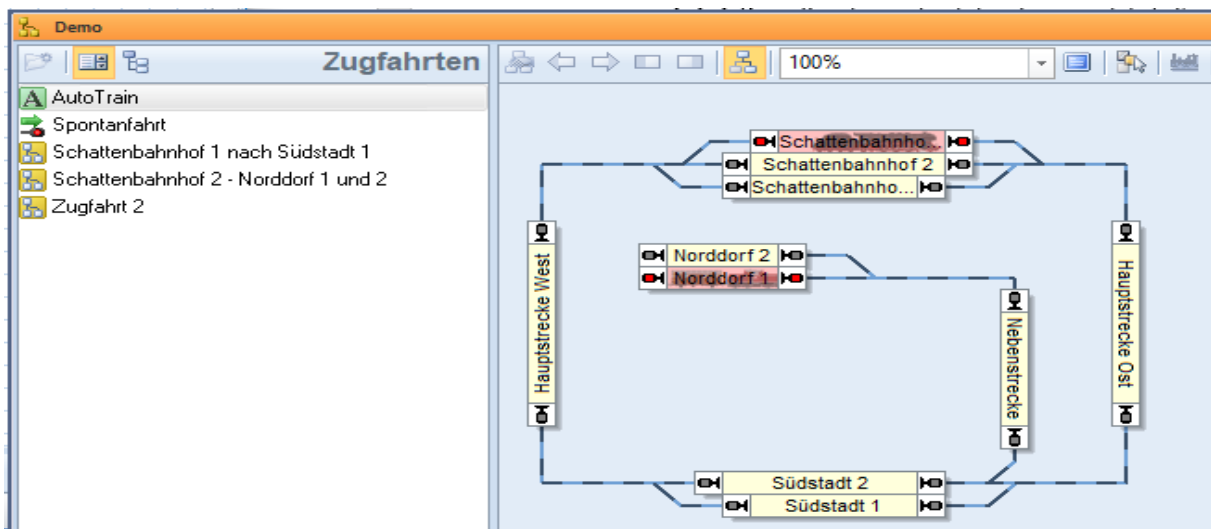 Demo
Zugfahrten
100%
AutoTrain
Spontanfahrt
Schattenbahnhof 1 nach Südstadt 1
Schattenbahnhof 2 - Norddorf 1 und 2
Zugfahrt 2
Schattenbahnho...
Schattenbahnhof 2
Schattenbahnho...
Norddorf 2
Norddorf 1
Hauptstrecke West
Nebenstrecke
Hauptstrecke Ost
Südstadt 2
Südstadt 1